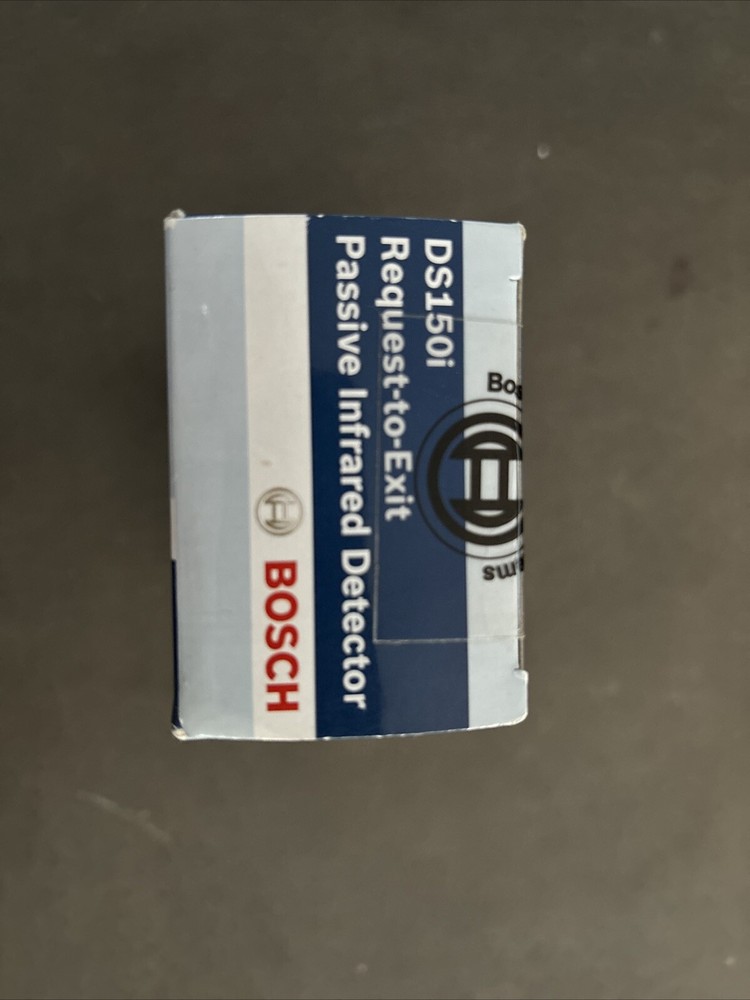 DS150i
Request-to-Exit
Passive Infrared Detector
BOSCH